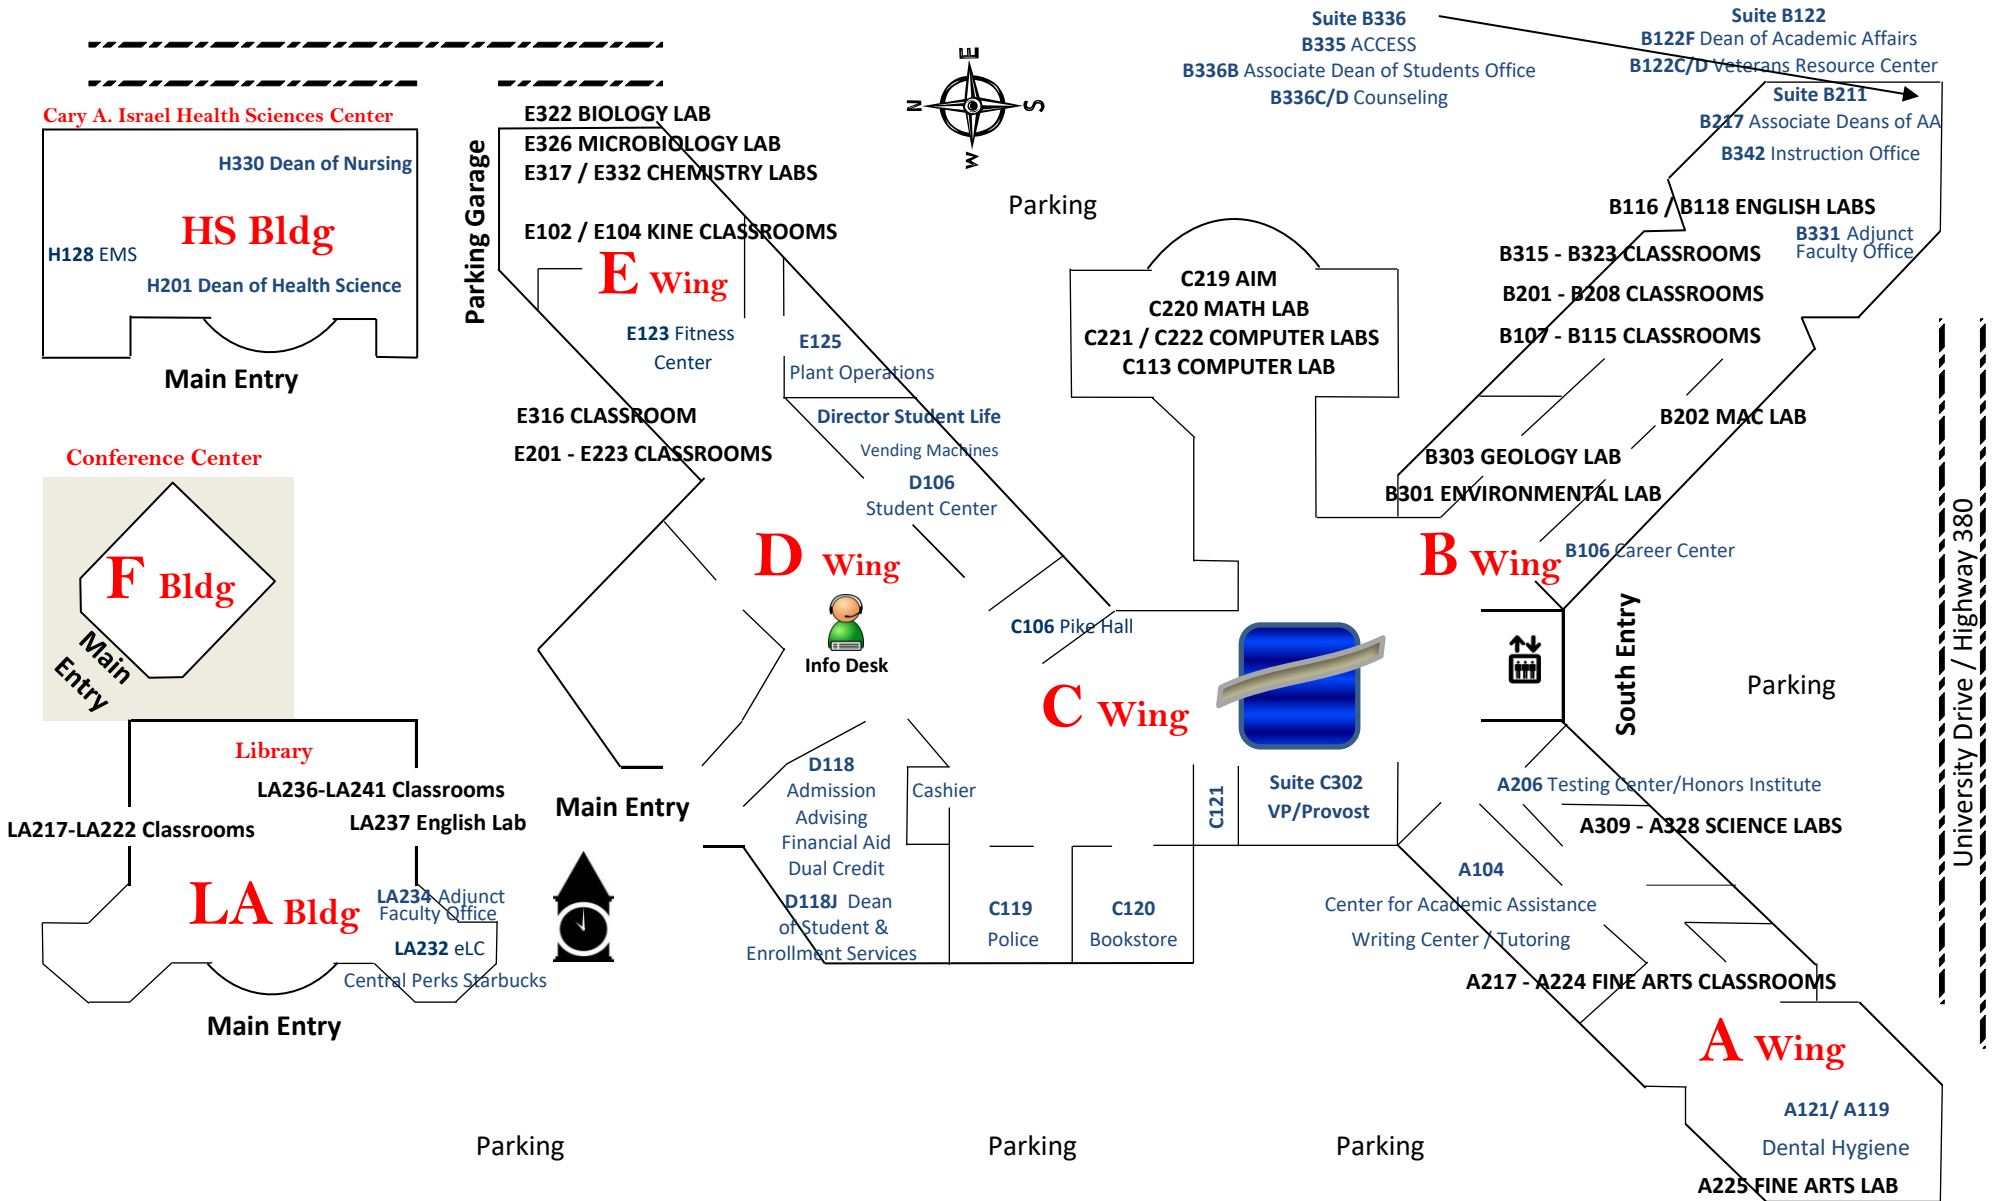 Suite B336
B335 ACCESS
B336B Associate Dean of Students Office
B336C/D Counseling
Suite B122
B122F Dean of Academic Affairs
B122C/D Veterans Resource Center
Suite B211
B217 Associate Deans of AA
B342 Instruction Office
E
N
S
W
Cary A. Israel Health Sciences Center
H330 Dean of Nursing
HS Bldg
H128 EMS
H201 Dean of Health Science
Main Entry
Parking Garage
E322 BIOLOGY LAB
E326 MICROBIOLOGY LAB
E317 / E332 CHEMISTRY LABS
E102 / E104 KINE CLASSROOMS
E Wing
E123 Fitness
Center
E125
Plant Operations
E316 CLASSROOM
E201 - E223 CLASSROOMS
Director Student Life
Vending Machines
D106
Student Center
Parking
C219 AIM
C220 MATH LAB
C221 / C222 COMPUTER LABS
C113 COMPUTER LAB
B116 / B118 ENGLISH LABS
B331 Adjunct
Faculty Office
B315 - B323 CLASSROOMS
B201 - B208 CLASSROOMS
B107 - B115 CLASSROOMS
B202 MAC LAB
B303 GEOLOGY LAB
B301 ENVIRONMENTAL LAB
B Wing
B106 Career Center
Conference Center
F Bldg
Main
Entry
D Wing
Info Desk
C106 Pike Hall
C Wing
South Entry
Parking
University Drive / Highway 380
Library
LA236-LA241 Classrooms
LA237 English Lab
LA217-LA222 Classrooms
LA Bldg
LA234 Adjunct
Faculty Office
LA232 eLC
Central Perks Starbucks
Main Entry
Main Entry
D118
Admission
Advising
Financial Aid
Dual Credit
D118J Dean
of Student &
Enrollment Services
Cashier
C119
Police
C120
Bookstore
C121
Suite C302
VP/Provost
A206 Testing Center/Honors Institute
A309 - A328 SCIENCE LABS
A104
Center for Academic Assistance
Writing Center / Tutoring
A217 - A224 FINE ARTS CLASSROOMS
A Wing
A121/ A119
Dental Hygiene
A225 FINE ARTS LAB
Parking
Parking
Parking